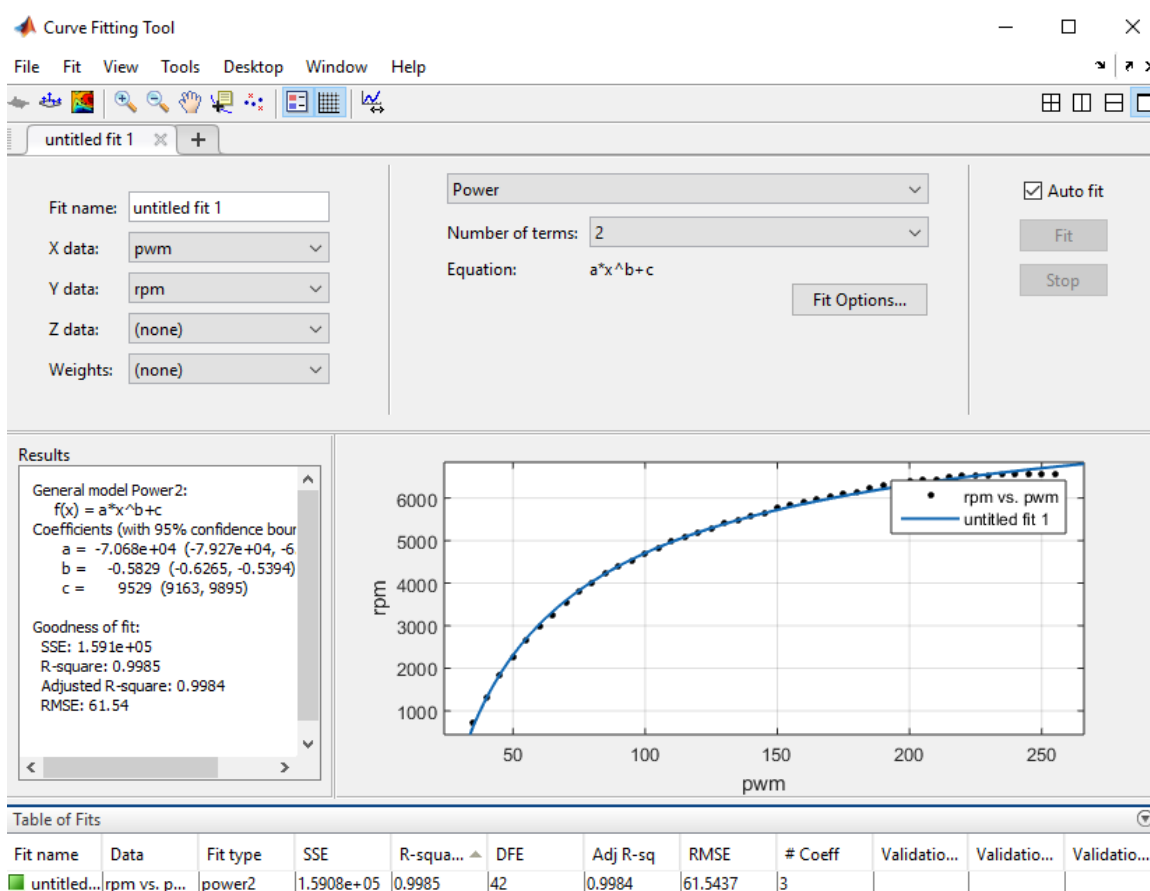 Curve Fitting Tool
File Fit View Tools Desktop Window Help
untitled fit 1
Fit name: untitled fit 1
X data: pwm
Y data: rpm
Z data: (none)
Weights: (none)
Power
Number of terms: 2
Equation: a*x^b+c
Fit Options...
Auto fit
Fit
Stop
Results
General model Power2:
f(x) = a*x^b+c
Coefficients (with 95% confidence boun
a = -7.068e+04 (-7.927e+04, -6.
b = -0.5829 (-0.6265, -0.5394)
c = 9529 (9163, 9895)
Goodness of fit:
SSE: 1.591e+05
R-square: 0.9985
Adjusted R-square: 0.9984
RMSE: 61.54
6000
5000
4000
3000
2000
1000
rpm
50 100 150 200 250
pwm
rpm vs. pwm
untitled fit 1
Table of Fits
Fit name Data Fit type SSE R-squa... DFE Adj R-sq RMSE # Coeff Validatio... Validatio... Validatio...
untitled... rpm vs. p... power2 1.5908e+05 0.9985 42 0.9984 61.5437 3